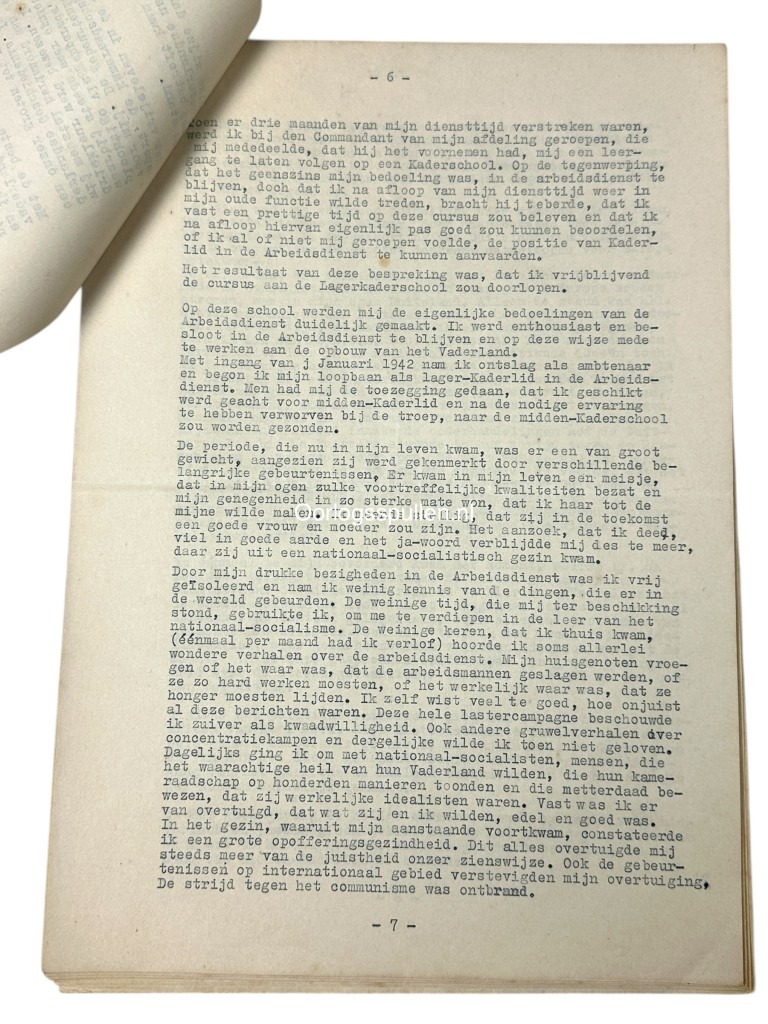 - 6 -
Toen er drie maanden van mijn diensttijd verstreken waren,
werd ik bij den Commandant van mijn afdeling geroepen, die
mij mededeelde, dat hij het voornemen had, mij een leer-
gang te laten volgen op een Kaderschool. Op de tegenwerping,
dat het geenszins mijn bedoeling was, in de arbeidsdienst te
blijven, doch dat ik na afloop van mijn diensttijd weer in
mijn oude functie wilde treden, bracht hij teberde, dat ik
vast een prettige tijd op deze cursus zou beleven en dat ik
na afloop hiervan eigenlijk pas goed zou kunnen beoordelen,
of ik al of niet mij geroepen voelde, de positie van Kader-
lid in de Arbeidsdienst te kunnen aanvaarden.
Het resultaat van deze bespreking was, dat ik vrijblijvend
de cursus aan de Lagerkaderschool zou doorlopen.
Op deze school werden mij de eigenlijke bedoelingen van de
Arbeidsdienst duidelijk gemaakt. Ik werd enthousiast en be-
sloot in de Arbeidsdienst te blijven en op deze wijze mede
te werken aan de opbouw van het Vaderland.
Met ingang van j Januari 1942 nam ik ontslag als ambtenaar
en begon ik mijn loopbaan als lager-Kaderlid in de Arbeids-
dienst. Men had mij de toezegging gedaan, dat ik geschikt
werd geacht voor midden-Kaderlid en na de nodige ervaring
te hebben verworven bij de troep, naar de midden-Kaderschool
zou worden gezonden.
De periode, die nu in mijn leven kwam, was er een van groot
gewicht, aangezien zij werd gekenmerkt door verschillende be-
langrijke gebeurtenissen. Er kwam in mijn leven een meisje,
dat in mijn ogen zulke voortreffelijke kwaliteiten bezat en
mijn genegenheid in zo sterke mate won, dat ik haar tot de
mijne wilde maken. Ik was van mening, dat zij in de toekomst
een goede vrouw en moeder zou zijn. Het aanzoek, dat ik deed,
viel in goede aarde en het ja-woord verblijdde mij des te meer,
daar zij uit een nationaal-socialistisch gezin kwam.
Door mijn drukke bezigheden in de Arbeidsdienst was ik vrij
geïsoleerd en nam ik weinig kennis van de dingen, die er in
de wereld gebeurden. De weinige tijd, die mij ter beschikking
stond, gebruikte ik, om me te verdiepen in de leer van het
nationaal-socialisme. De weinige keren, dat ik thuis kwam,
(éénmaal per maand had ik verlof) hoorde ik soms allerlei
wondere verhalen over de arbeidsdienst. Mijn huisgenoten vroe-
gen of het waar was, dat de arbeidsmannen geslagen werden, of
ze zo hard werken moesten, of het werkelijk waar was, dat ze
honger moesten lijden. Ik zelf wist veel te goed, hoe onjuist
al deze berichten waren. Deze hele lastercampagne beschouwde
ik zuiver als kwaadwilligheid. Ook andere gruwelverhalen over
concentratiekampen en dergelijke wilde ik toen niet geloven.
Dagelijks ging ik om met nationaal-socialisten, mensen, die
het waarachtige heil van hun Vaderland wilden, die hun kame-
raadschap op honderden manieren toonden en die metterdaad be-
wezen, dat zij werkelijke idealisten waren. Vast was ik er
van overtuigd, dat wat zij en ik wilden, edel en goed was.
In het gezin, waaruit mijn aanstaande voortkwam, constateerde
ik een grote opofferingsgezindheid. Dit alles overtuigde mij
steeds meer van de juistheid onzer zienswijze. Ook de gebeur-
tenissen op internationaal gebied verstevigden mijn overtuiging.
De strijd tegen het communisme was ontbrand.
- 7 -
Oorlogsspullen.nl